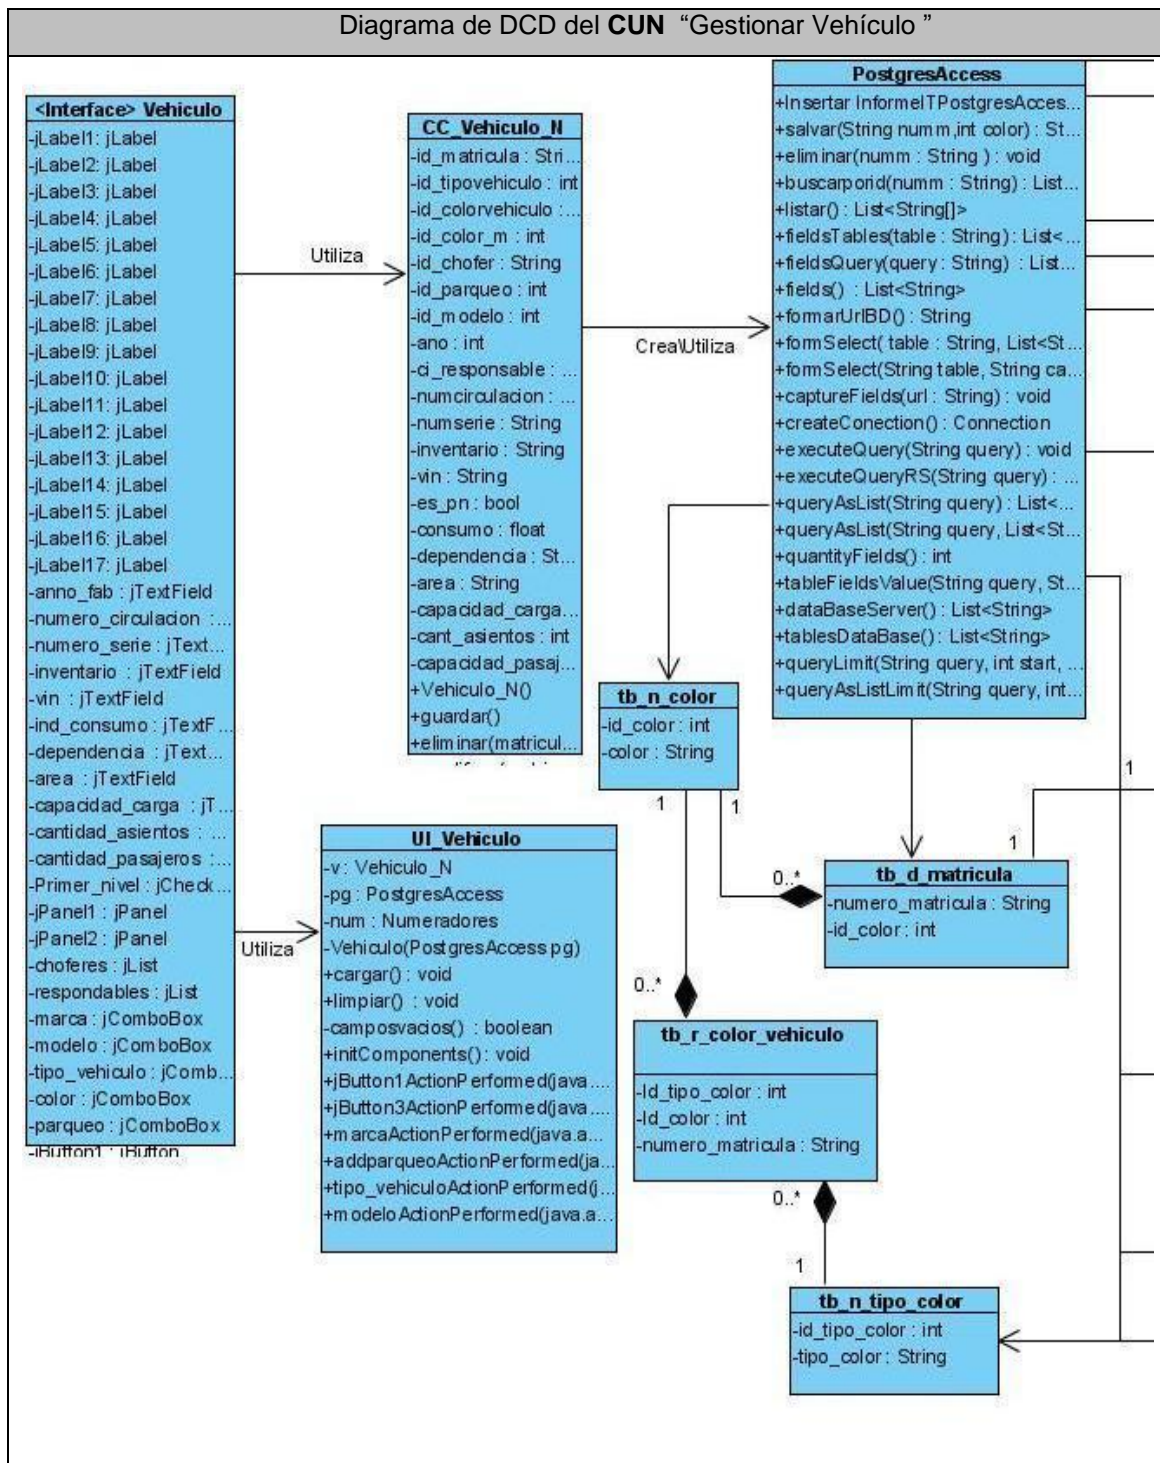 Diagrama de DCD del CUN “Gestionar Vehículo ”
<Interface> Vehiculo
-jLabel1: jLabel
-jLabel2: jLabel
-jLabel3: jLabel
-jLabel4: jLabel
-jLabel5: jLabel
-jLabel6: jLabel
-jLabel7: jLabel
-jLabel8: jLabel
-jLabel9: jLabel
-jLabel10: jLabel
-jLabel11: jLabel
-jLabel12: jLabel
-jLabel13: jLabel
-jLabel14: jLabel
-jLabel15: jLabel
-jLabel16: jLabel
-jLabel17: jLabel
-anno_fab : jTextField
-numero_circulacion :...
-numero_serie : jText...
-inventario : jTextField
-vin : jTextField
-ind_consumo : jTextF...
-dependencia : jText...
-area : jTextField
-capacidad_carga : jT...
-cantidad_asientos : ...
-cantidad_pasajeros :...
-Primer_nivel : jCheck...
-jPanel1 : jPanel
-jPanel2 : jPanel
-choferes : jList
-respondables : jList
-marca : jComboBox
-modelo : jComboBox
-tipo_vehiculo : jComb...
-color : jComboBox
-parqueo : jComboBox
-jButton1 : jButton
Utiliza
Utiliza
CC_Vehiculo_N
-id_matricula : Stri...
-id_tipovehiculo : int
-id_colorvehiculo :...
-id_color_m : int
-id_chofer : String
-id_parqueo : int
-id_modelo : int
-ano : int
-ci_responsable : ...
-numcirculacion : ...
-numserie : String
-inventario : String
-vin : String
-es_pn : bool
-consumo : float
-dependencia : St...
-area : String
-capacidad_carga...
-cant_asientos : int
-capacidad_pasaj...
+Vehiculo_N()
+guardar()
+eliminar(matricul...
Crea\Utiliza
PostgresAccess
+Insertar InformeITPostgresAcces...
+salvar(String numm,int color) : St...
+eliminar(numm : String ) : void
+buscarporid(numm : String) : List...
+listar() : List<String[]>
+fieldsTables(table : String) : List<...
+fieldsQuery(query : String) : List...
+fields() : List<String>
+formarUrlBD() : String
+formSelect( table : String, List<St...
+formSelect(String table, String ca...
+captureFields(url : String) : void
+createConection() : Connection
+executeQuery(String query) : void
+executeQueryRS(String query) : ...
+queryAsList(String query) : List<...
+queryAsList(String query, List<St...
+quantityFields() : int
+tableFieldsValue(String query, St...
+dataBaseServer() : List<String>
+tablesDataBase() : List<String>
+queryLimit(String query, int start, ...
+queryAsListLimit(String query, int...
tb_n_color
-id_color : int
-color : String
1
1
1
1
0..*
tb_d_matricula
-numero_matricula : String
-id_color : int
UI_Vehiculo
-v : Vehiculo_N
-pg : PostgresAccess
-num : Numeradores
-Vehiculo(PostgresAccess pg)
+cargar() : void
+limpiar() : void
-camposvacios() : boolean
+initComponents() : void
+jButton1ActionPerformed(java....
+jButton3ActionPerformed(java....
+marcaActionPerformed(java.a...
+addparqueoActionPerformed(ja...
+tipo_vehiculoActionPerformed(j...
+modeloActionPerformed(java.a...
0..*
tb_r_color_vehiculo
-Id_tipo_color : int
-Id_color : int
-numero_matricula : String
0..*
1
tb_n_tipo_color
-id_tipo_color : int
-tipo_color : String